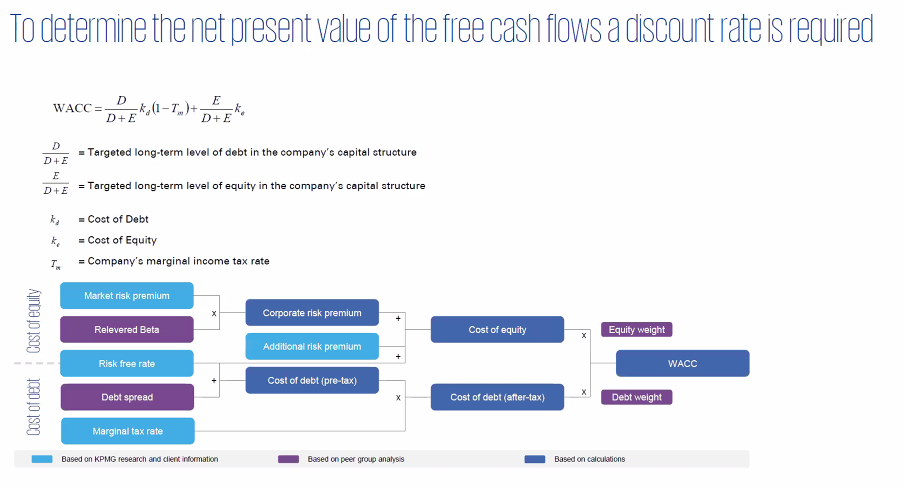 To determine the net present value of the free cash flows a discount rate is required
WACC = D/(D + E) k_d (1 − T_m) + E/(D + E) k_e
D/(D + E) = Targeted long-term level of debt in the company's capital structure
E/(D + E) = Targeted long-term level of equity in the company's capital structure
k_d = Cost of Debt
k_e = Cost of Equity
T_m = Company's marginal income tax rate
Cost of equity
Market risk premium
x
Relevered Beta
Corporate risk premium
+
Additional risk premium
+
Cost of equity
x
Equity weight
Risk free rate
WACC
Cost of debt
+
Debt spread
Cost of debt (pre-tax)
x
Marginal tax rate
Cost of debt (after-tax)
x
Debt weight
Based on KPMG research and client information
Based on peer group analysis
Based on calculations